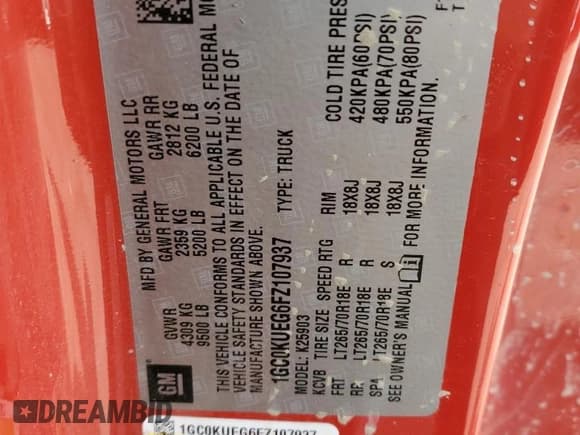 MFD BY GENERAL MOTORS LLC
GVWR GAWR FRT GAWR RR
4309 KG 2359 KG 2812 KG
9500 LB 5200 LB 6200 LB
THIS VEHICLE CONFORMS TO ALL APPLICABLE U.S. FEDERAL
VEHICLE SAFETY STANDARDS IN EFFECT ON THE DATE OF
MANUFACTURE SHOWN ABOVE.
1GC0KUEG6FZ107937 TYPE: TRUCK
MODEL: K25903
KCVB TIRE SIZE SPEED RTG RIM COLD TIRE PRES
FRT LT265/70R18E R 18X8J 420KPA(60PSI)
RR LT265/70R18E R 18X8J 480KPA(70PSI)
SPA LT265/70R18E S 18X8J 550KPA(80PSI)
SEE OWNER'S MANUAL FOR MORE INFORMATION.
GM
1GC0KUEG6FZ107937
DREAMBID